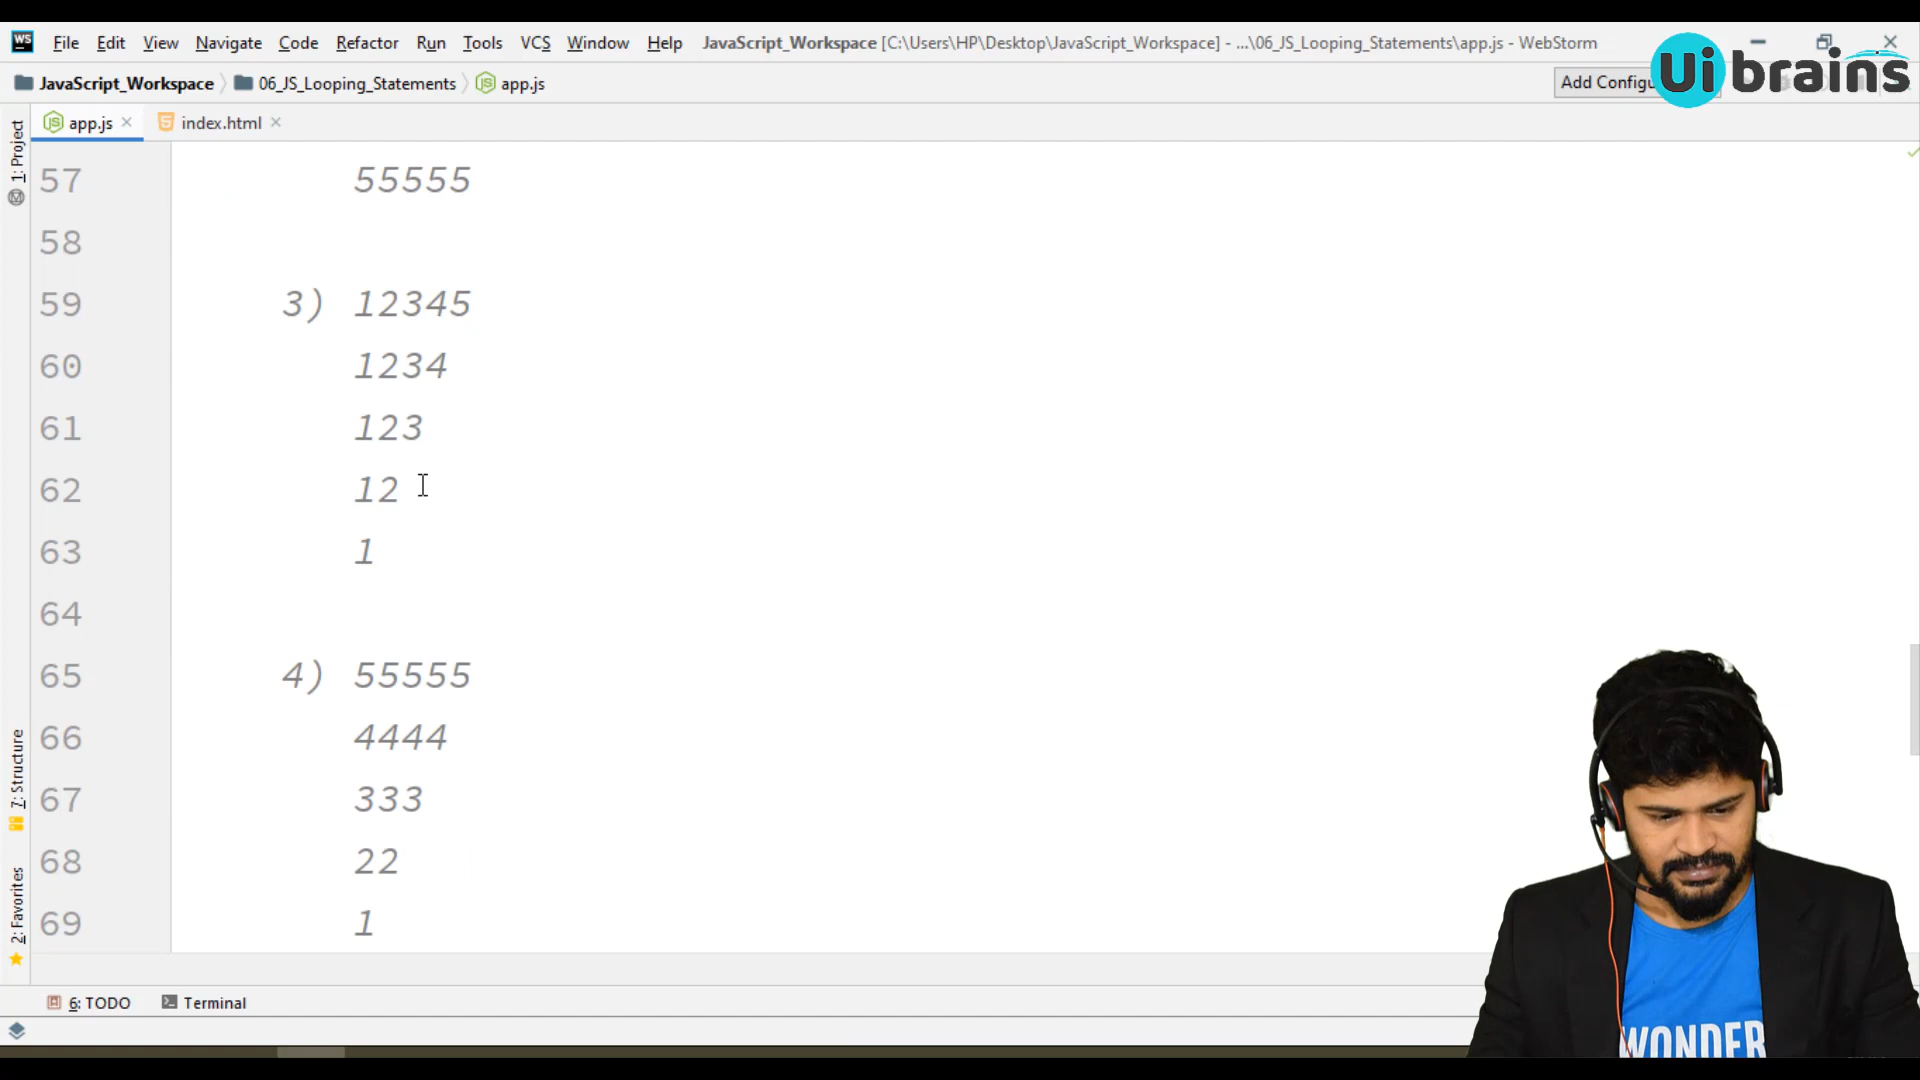 WS File Edit View Navigate Code Refactor Run Tools VCS Window Help JavaScript_Workspace [C:\Users\HP\Desktop\JavaScript_Workspace] - ...\06_JS_Looping_Statements\app.js - WebStorm
JavaScript_Workspace 06_JS_Looping_Statements app.js Add Configu
Ui brains
app.js index.html
1: Project
7: Structure
2: Favorites
57 55555
58
59 3) 12345
60 1234
61 123
62 12
63 1
64
65 4) 55555
66 4444
67 333
68 22
69 1
6: TODO Terminal
WONDER